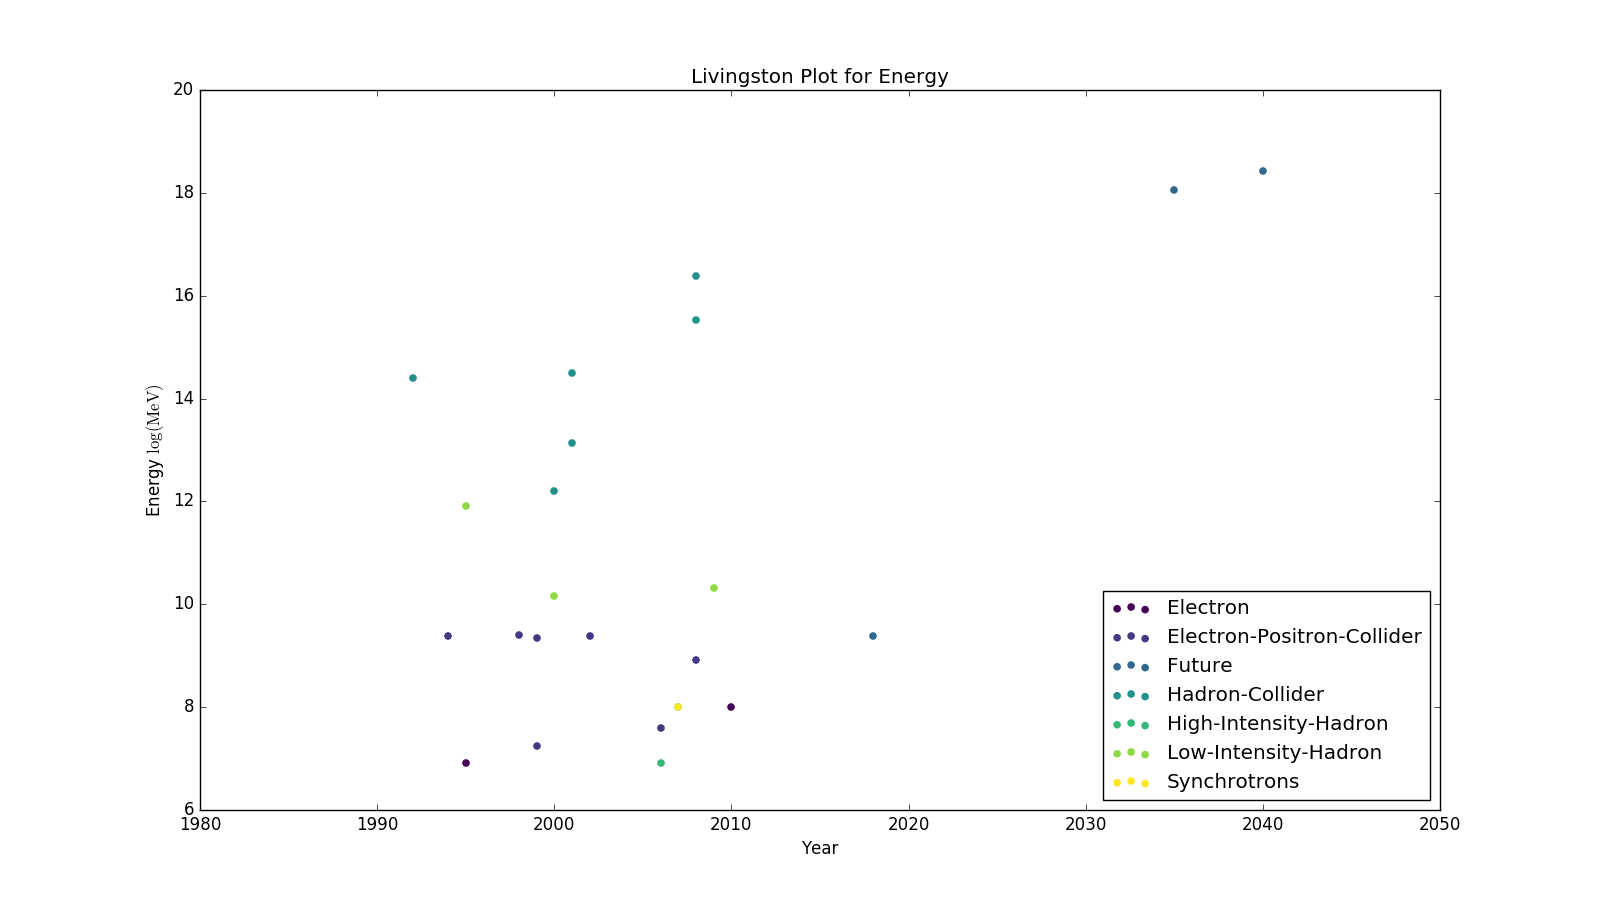 Livingston Plot for Energy
20
18
16
14
12
10
8
6
Energy log(MeV)
1980 1990 2000 2010 2020 2030 2040 2050
Year
Electron
Electron-Positron-Collider
Future
Hadron-Collider
High-Intensity-Hadron
Low-Intensity-Hadron
Synchrotrons